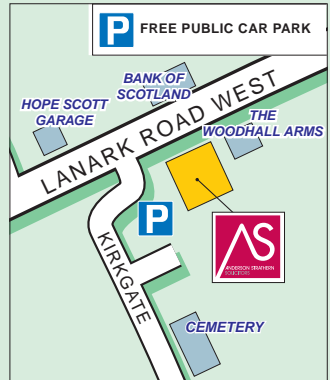 P FREE PUBLIC CAR PARK
BANK OF
SCOTLAND
HOPE SCOTT
GARAGE
THE
WOODHALL ARMS
LANARK ROAD WEST
P
AS
ANDERSON STRATHERN
SOLICITORS
KIRKGATE
CEMETERY